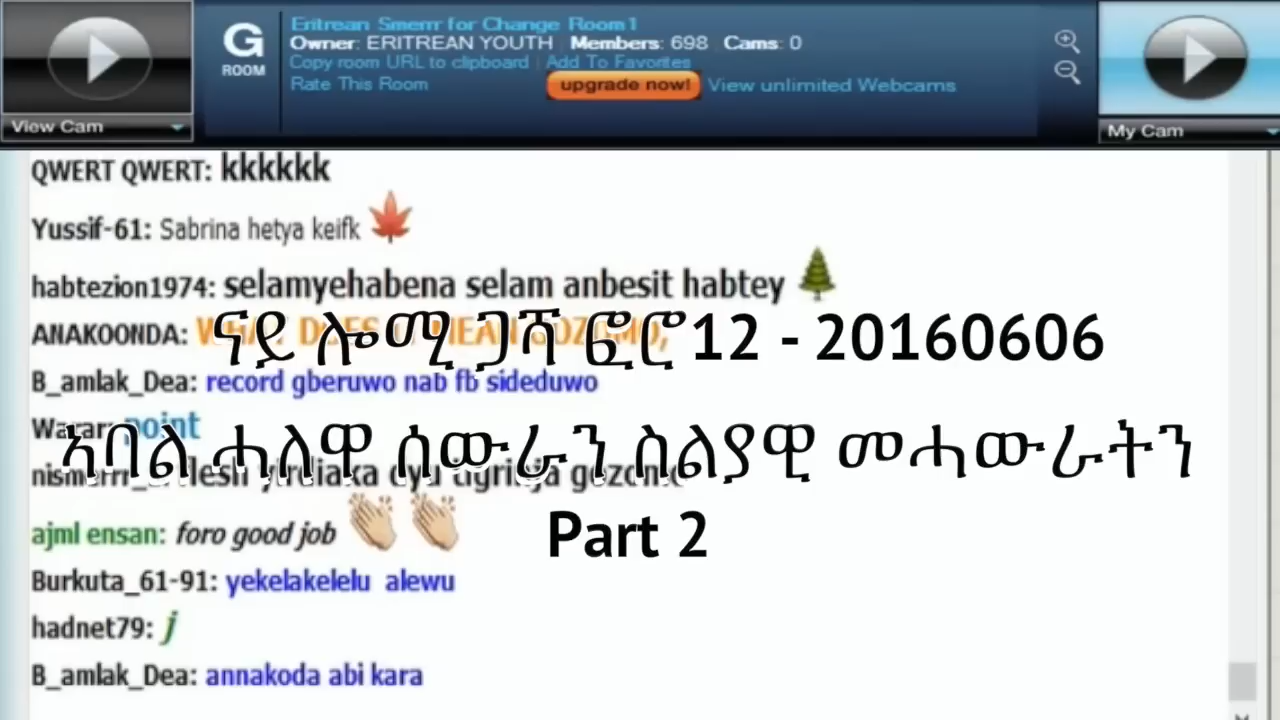 Eritrean Smerrr for Change Room1
Owner: ERITREAN YOUTH Members: 698 Cams: 0
Copy room URL to clipboard | Add To Favorites
Rate This Room upgrade now! View unlimited Webcams
G
ROOM
View Cam
My Cam
QWERT QWERT: kkkkkk
Yussif-61: Sabrina hetya keifk
habtezion1974: selamyehabena selam anbesit habtey
ANAKOONDA:
ናይ ሎሚ ጋሻ ፎሮ12 - 20160606
B_amlak_Dea: record gberuwo nab fb sideduwo
point
ኣባል ሓለዋ ሰውራን ስልያዊ መሓውራትን
ajml ensan: foro good job
Part 2
Burkuta_61-91: yekelakelelu alewu
hadnet79: j
B_amlak_Dea: annakoda abi kara